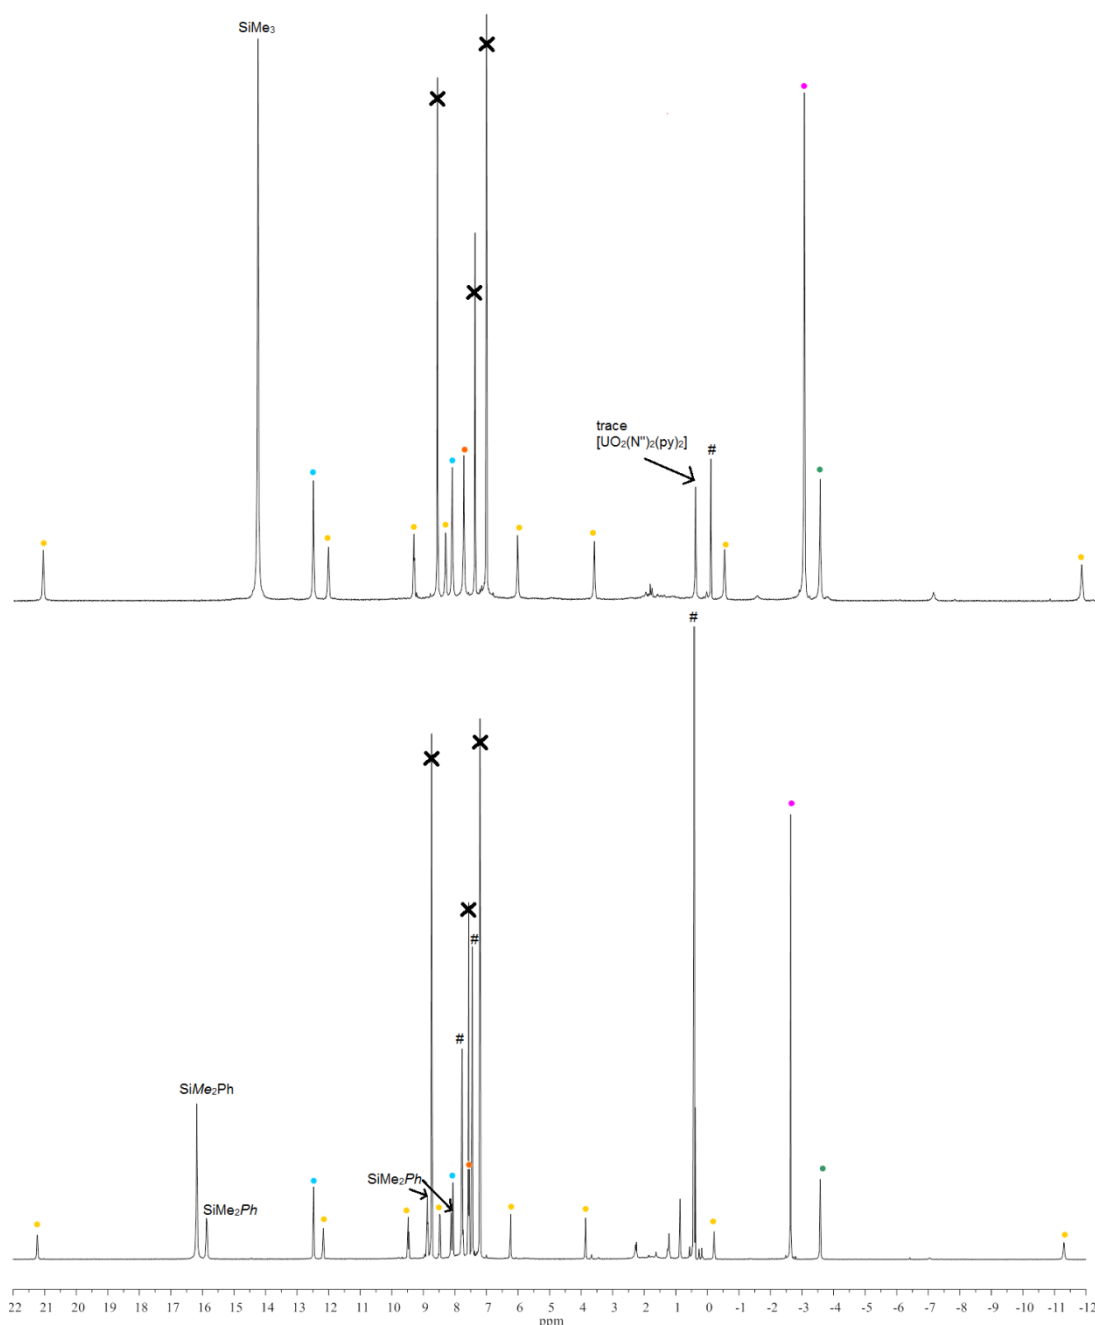 SiMe₃
trace
[UO₂(N")₂(py)₂]
#
#
#
#
SiMe₂Ph
SiMe₂Ph
SiMe₂Ph
22 21 20 19 18 17 16 15 14 13 12 11 10 9 8 7 6 5 4 3 2 1 0 -1 -2 -3 -4 -5 -6 -7 -8 -9 -10 -11 -12
ppm